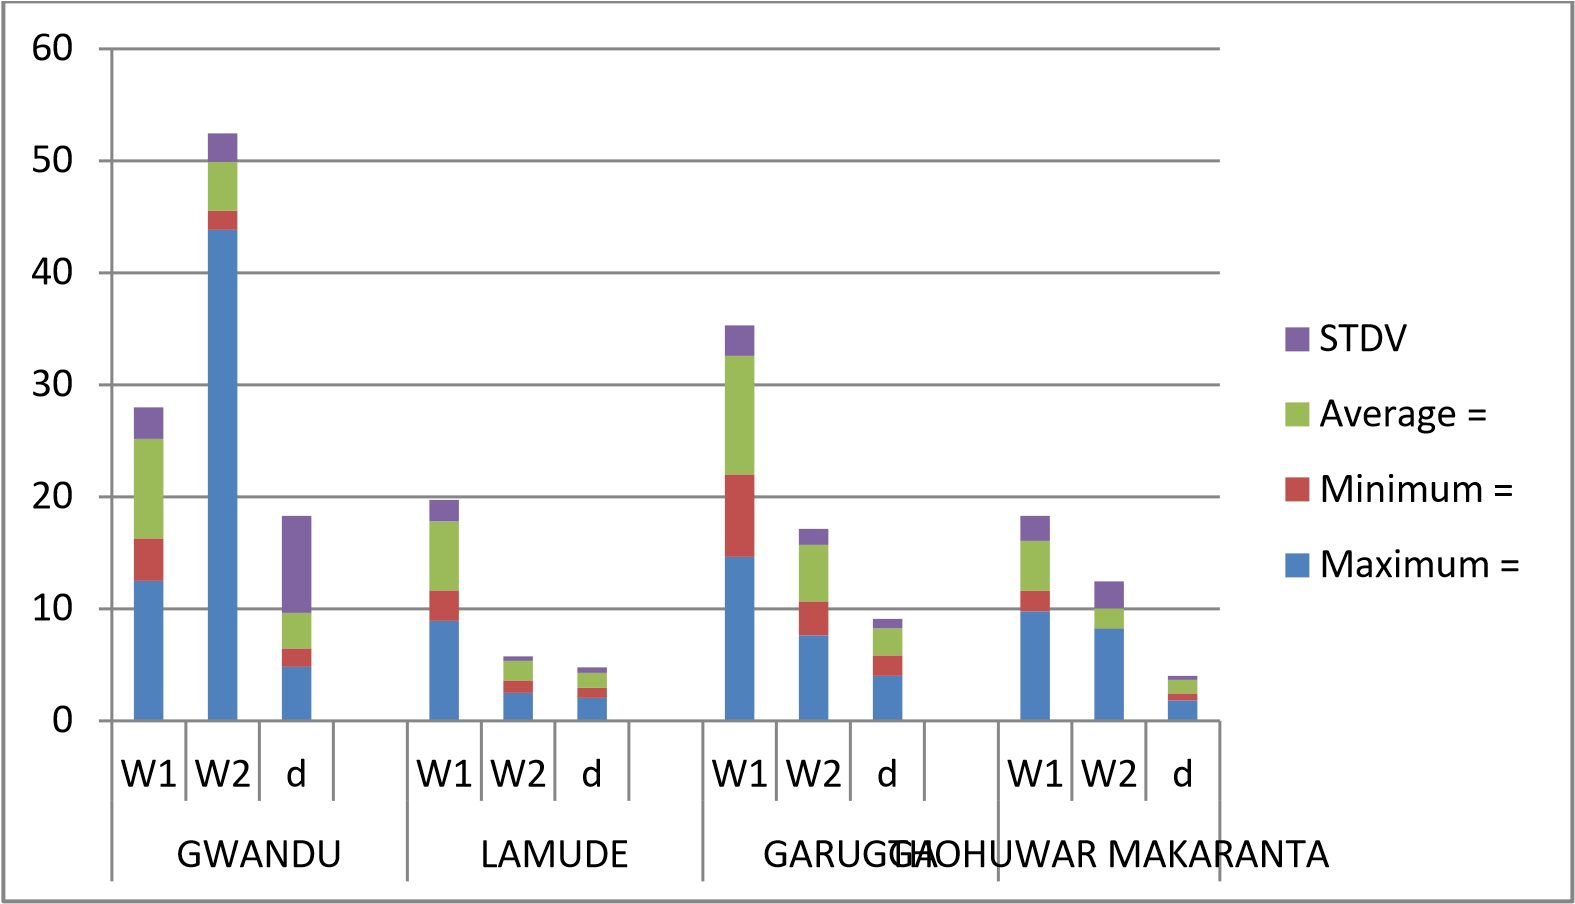 60
50
40
30
20
10
0
W1 W2 d W1 W2 d W1 W2 d W1 W2 d
GWANDU LAMUDE MAKARANTA
STDV
Average =
Minimum =
Maximum =